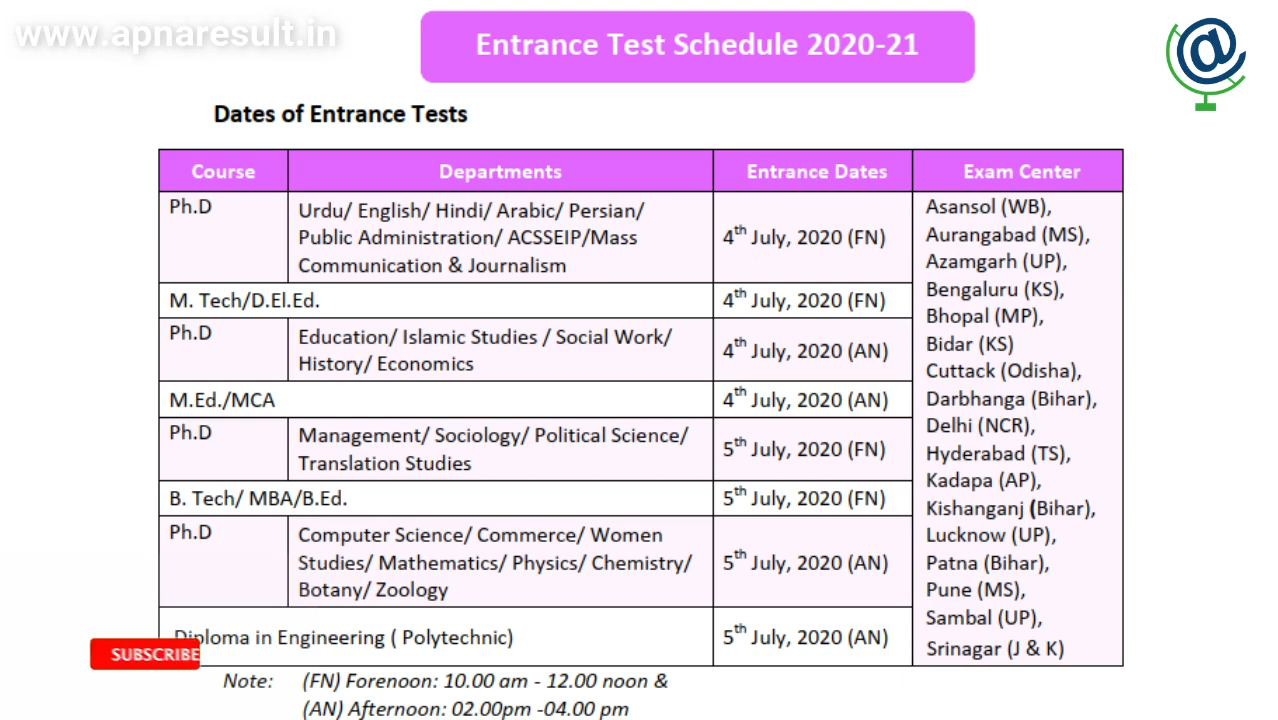 www.apnaresult.in
Entrance Test Schedule 2020-21
Dates of Entrance Tests
Course Departments Entrance Dates Exam Center
Ph.D
Urdu/ English/ Hindi/ Arabic/ Persian/
Public Administration/ ACSSEIP/Mass
Communication & Journalism
4th July, 2020 (FN)
M. Tech/D.El.Ed.
4th July, 2020 (FN)
Ph.D
Education/ Islamic Studies / Social Work/
History/ Economics
4th July, 2020 (AN)
M.Ed./MCA
4th July, 2020 (AN)
Ph.D
Management/ Sociology/ Political Science/
Translation Studies
5th July, 2020 (FN)
B. Tech/ MBA/B.Ed.
5th July, 2020 (FN)
Ph.D
Computer Science/ Commerce/ Women
Studies/ Mathematics/ Physics/ Chemistry/
Botany/ Zoology
5th July, 2020 (AN)
Diploma in Engineering ( Polytechnic)
5th July, 2020 (AN)
Asansol (WB),
Aurangabad (MS),
Azamgarh (UP),
Bengaluru (KS),
Bhopal (MP),
Bidar (KS)
Cuttack (Odisha),
Darbhanga (Bihar),
Delhi (NCR),
Hyderabad (TS),
Kadapa (AP),
Kishanganj (Bihar),
Lucknow (UP),
Patna (Bihar),
Pune (MS),
Sambal (UP),
Srinagar (J & K)
SUBSCRIBE
Note: (FN) Forenoon: 10.00 am - 12.00 noon &
(AN) Afternoon: 02.00pm -04.00 pm